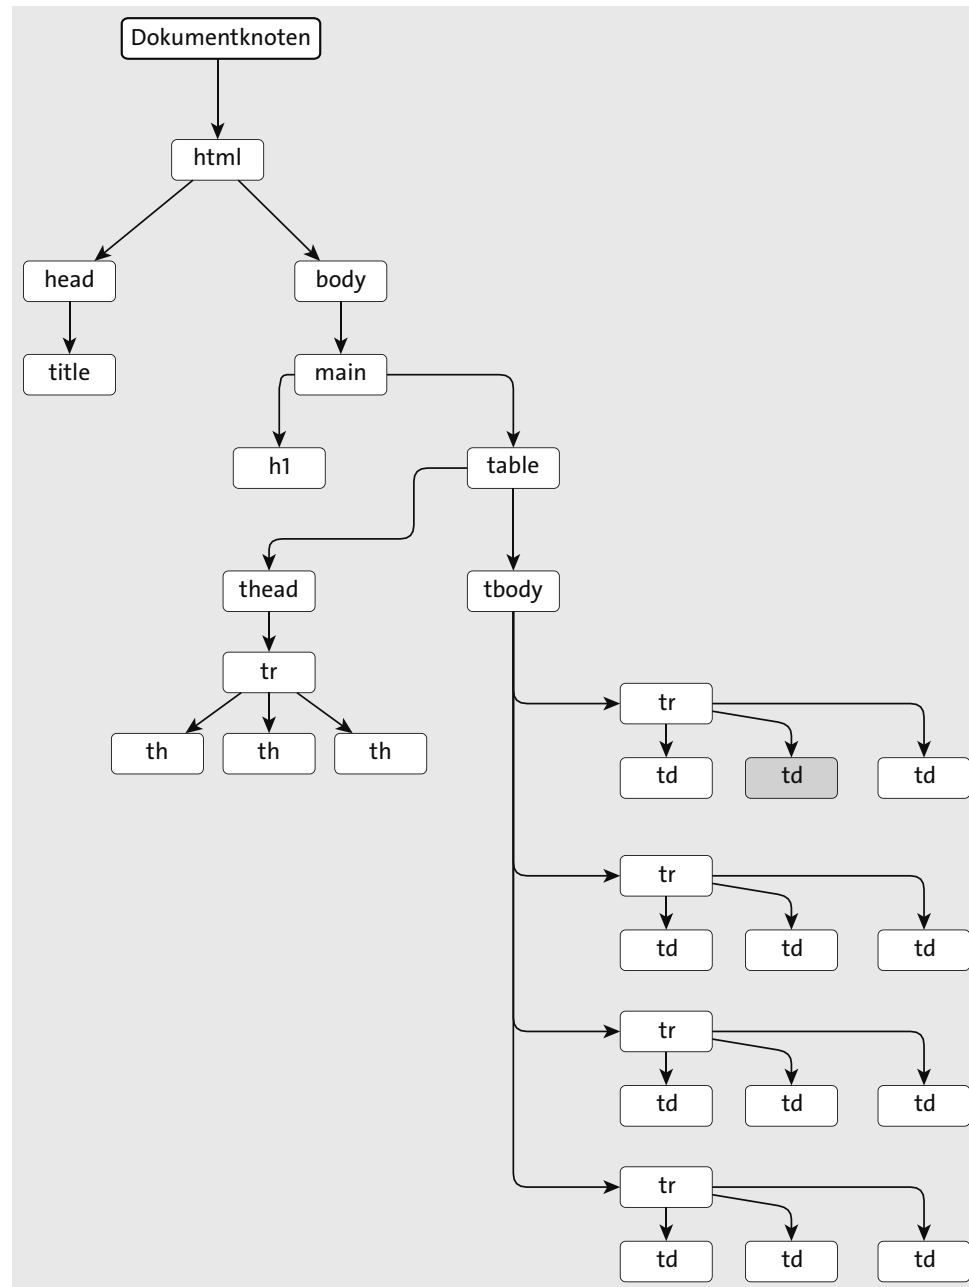 Dokumentknoten
html
head
body
title
main
h1
table
thead
tbody
tr
th
th
th
tr
td
td
td
tr
td
td
td
tr
td
td
td
tr
td
td
td